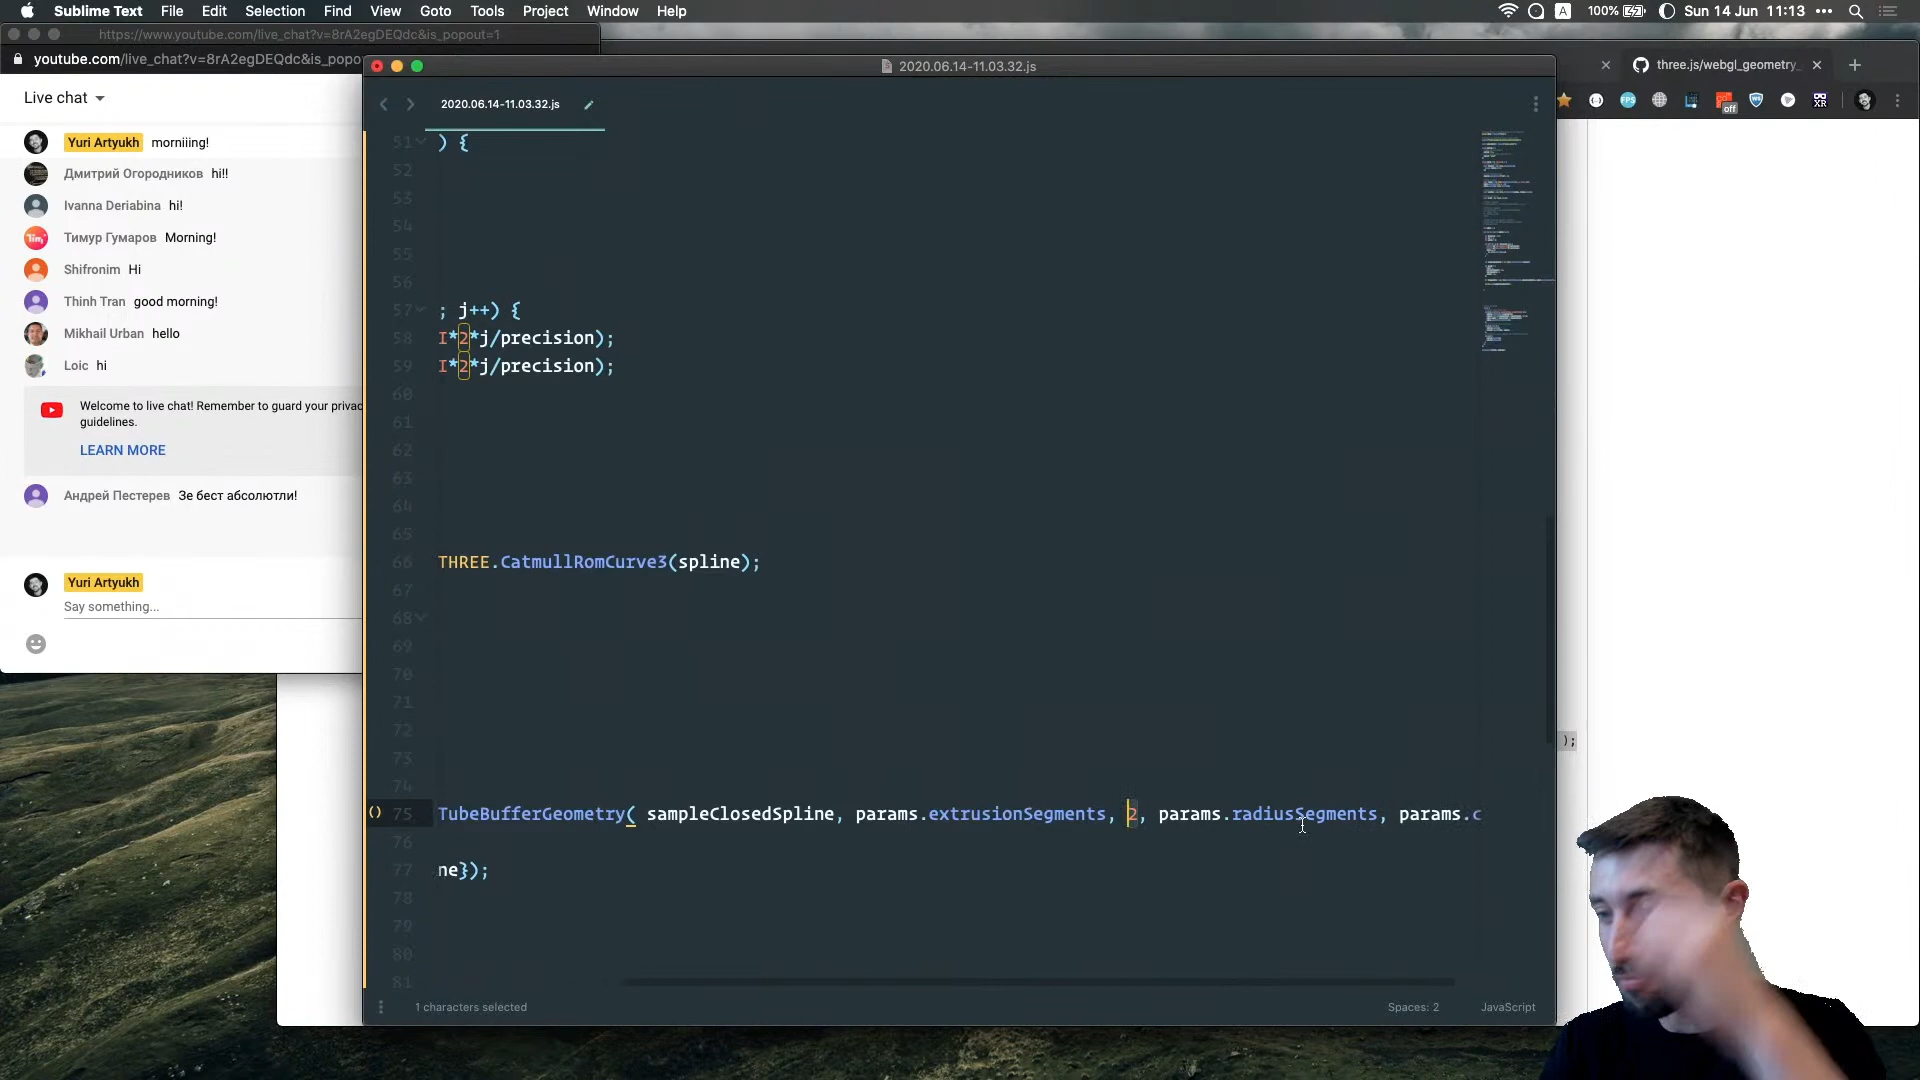 Sublime Text File Edit Selection Find View Goto Tools Project Window Help
A 100% Sun 14 Jun 11:13
https://www.youtube.com/live_chat?v=8rA2egDEQdc&is_popout=1
youtube.com/live_chat?v=8rA2egDEQdc&is_popo
2020.06.14-11.03.32.js
three.js/webgl_geometry_
FPS
off
XR
Live chat
2020.06.14-11.03.32.js
Yuri Artyukh morniiing!
Дмитрий Огородников hi!!
Ivanna Deriabina hi!
Тимур Гумаров Morning!
Shifronim Hi
Thinh Tran good morning!
Mikhail Urban hello
Loic hi
Welcome to live chat! Remember to guard your privac
guidelines.
LEARN MORE
Андрей Пестерев Зе бест абсолютли!
Yuri Artyukh
Say something...
51 ) {
52
53
54
55
56
57 ; j++) {
58 I*2*j/precision);
59 I*2*j/precision);
60
61
62
63
64
65
66 THREE.CatmullRomCurve3(spline);
67
68
69
70
71
72
73
74
75 TubeBufferGeometry( sampleClosedSpline, params.extrusionSegments, 2, params.radiusSegments, params.c
76
77 ne});
78
79
80
81
);
1 characters selected
Spaces: 2
JavaScript